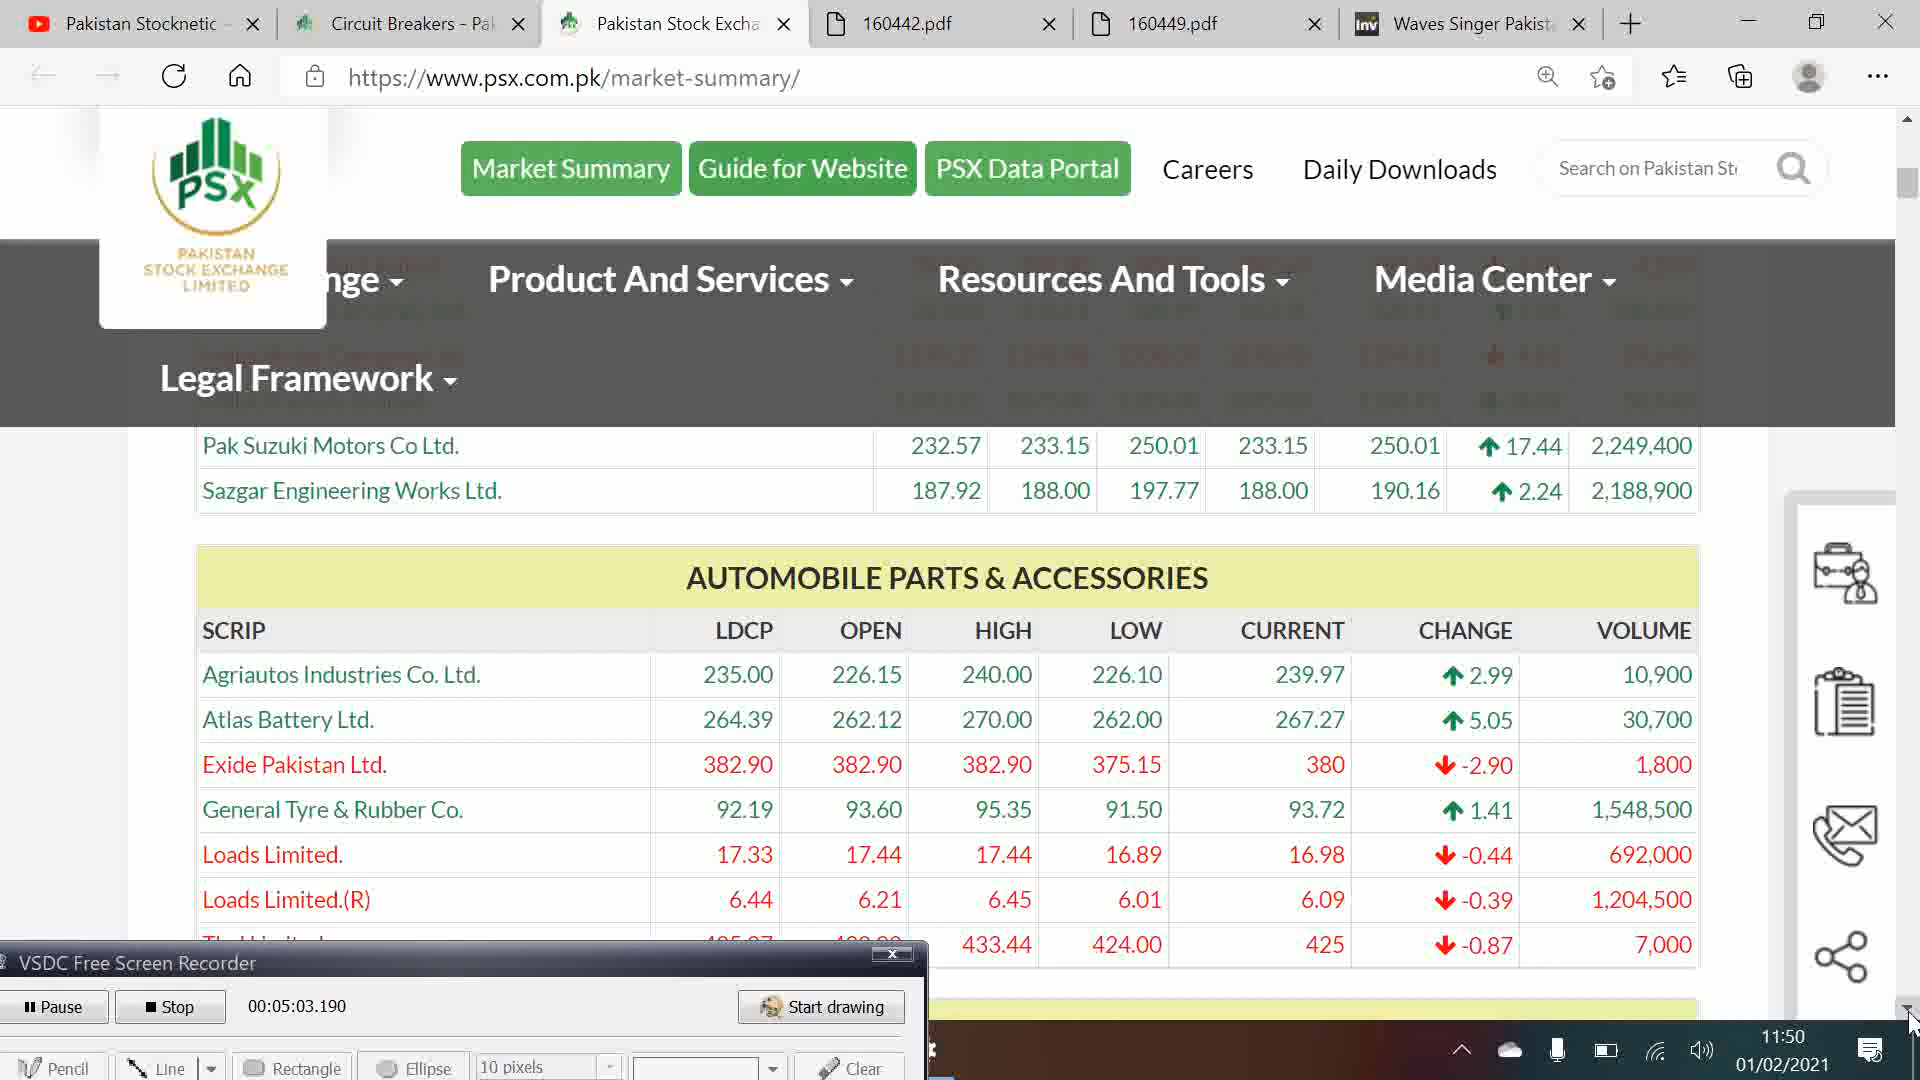 Pakistan Stocknetic
Circuit Breakers - Pak
Pakistan Stock Excha
160442.pdf
160449.pdf
Inv Waves Singer Pakist
https://www.psx.com.pk/market-summary/
PSX
PAKISTAN
STOCK EXCHANGE
LIMITED
Market Summary
Guide for Website
PSX Data Portal
Careers
Daily Downloads
Search on Pakistan Sto
nge
Product And Services
Resources And Tools
Media Center
Legal Framework
Pak Suzuki Motors Co Ltd. 232.57 233.15 250.01 233.15 250.01 17.44 2,249,400
Sazgar Engineering Works Ltd. 187.92 188.00 197.77 188.00 190.16 2.24 2,188,900
AUTOMOBILE PARTS & ACCESSORIES
SCRIP LDCP OPEN HIGH LOW CURRENT CHANGE VOLUME
Agriautos Industries Co. Ltd. 235.00 226.15 240.00 226.10 239.97 2.99 10,900
Atlas Battery Ltd. 264.39 262.12 270.00 262.00 267.27 5.05 30,700
Exide Pakistan Ltd. 382.90 382.90 382.90 375.15 380 -2.90 1,800
General Tyre & Rubber Co. 92.19 93.60 95.35 91.50 93.72 1.41 1,548,500
Loads Limited. 17.33 17.44 17.44 16.89 16.98 -0.44 692,000
Loads Limited.(R) 6.44 6.21 6.45 6.01 6.09 -0.39 1,204,500
433.44 424.00 425 -0.87 7,000
VSDC Free Screen Recorder
Pause
Stop
00:05:03.190
Start drawing
Pencil
Line
Rectangle
Ellipse
10 pixels
Clear
11:50
01/02/2021